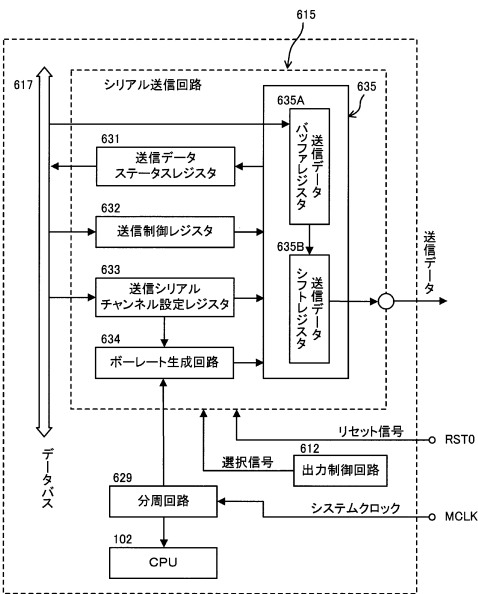 615
617
シリアル送信回路
635
635A
送信データ
バッファレジスタ
631
送信データ
ステータスレジスタ
632
送信制御レジスタ
635B
送信データ
シフトレジスタ
送信データ
633
送信シリアル
チャンネル設定レジスタ
634
ボーレート生成回路
リセット信号
RST0
612
選択信号
出力制御回路
データバス
629
分周回路
システムクロック
MCLK
102
CPU